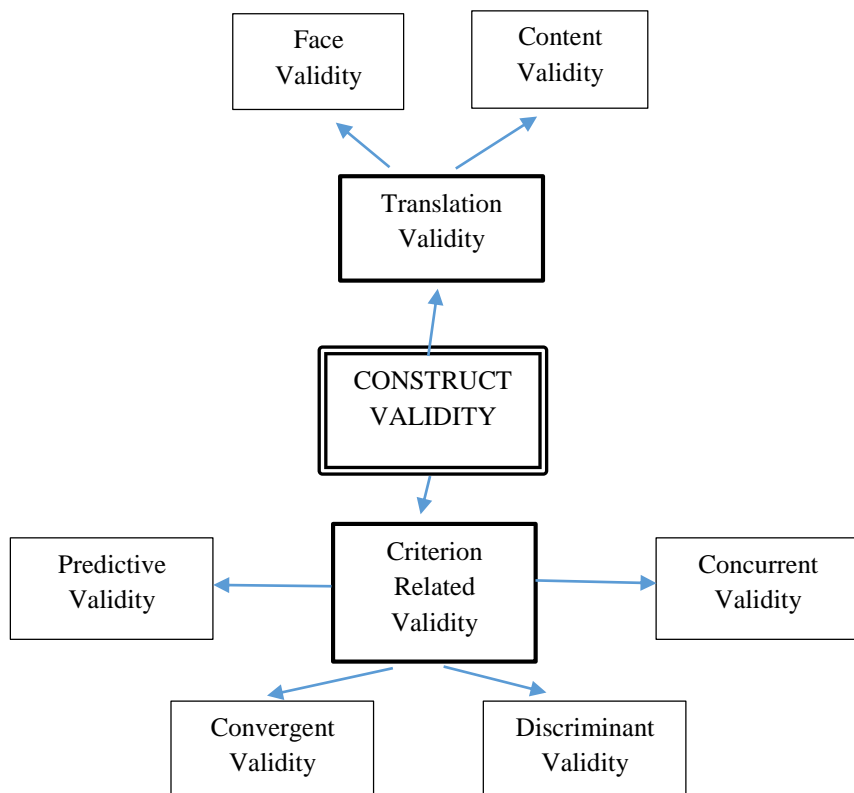 Face
Validity
Content
Validity
Translation
Validity
CONSTRUCT
VALIDITY
Predictive
Validity
Criterion
Related
Validity
Concurrent
Validity
Convergent
Validity
Discriminant
Validity